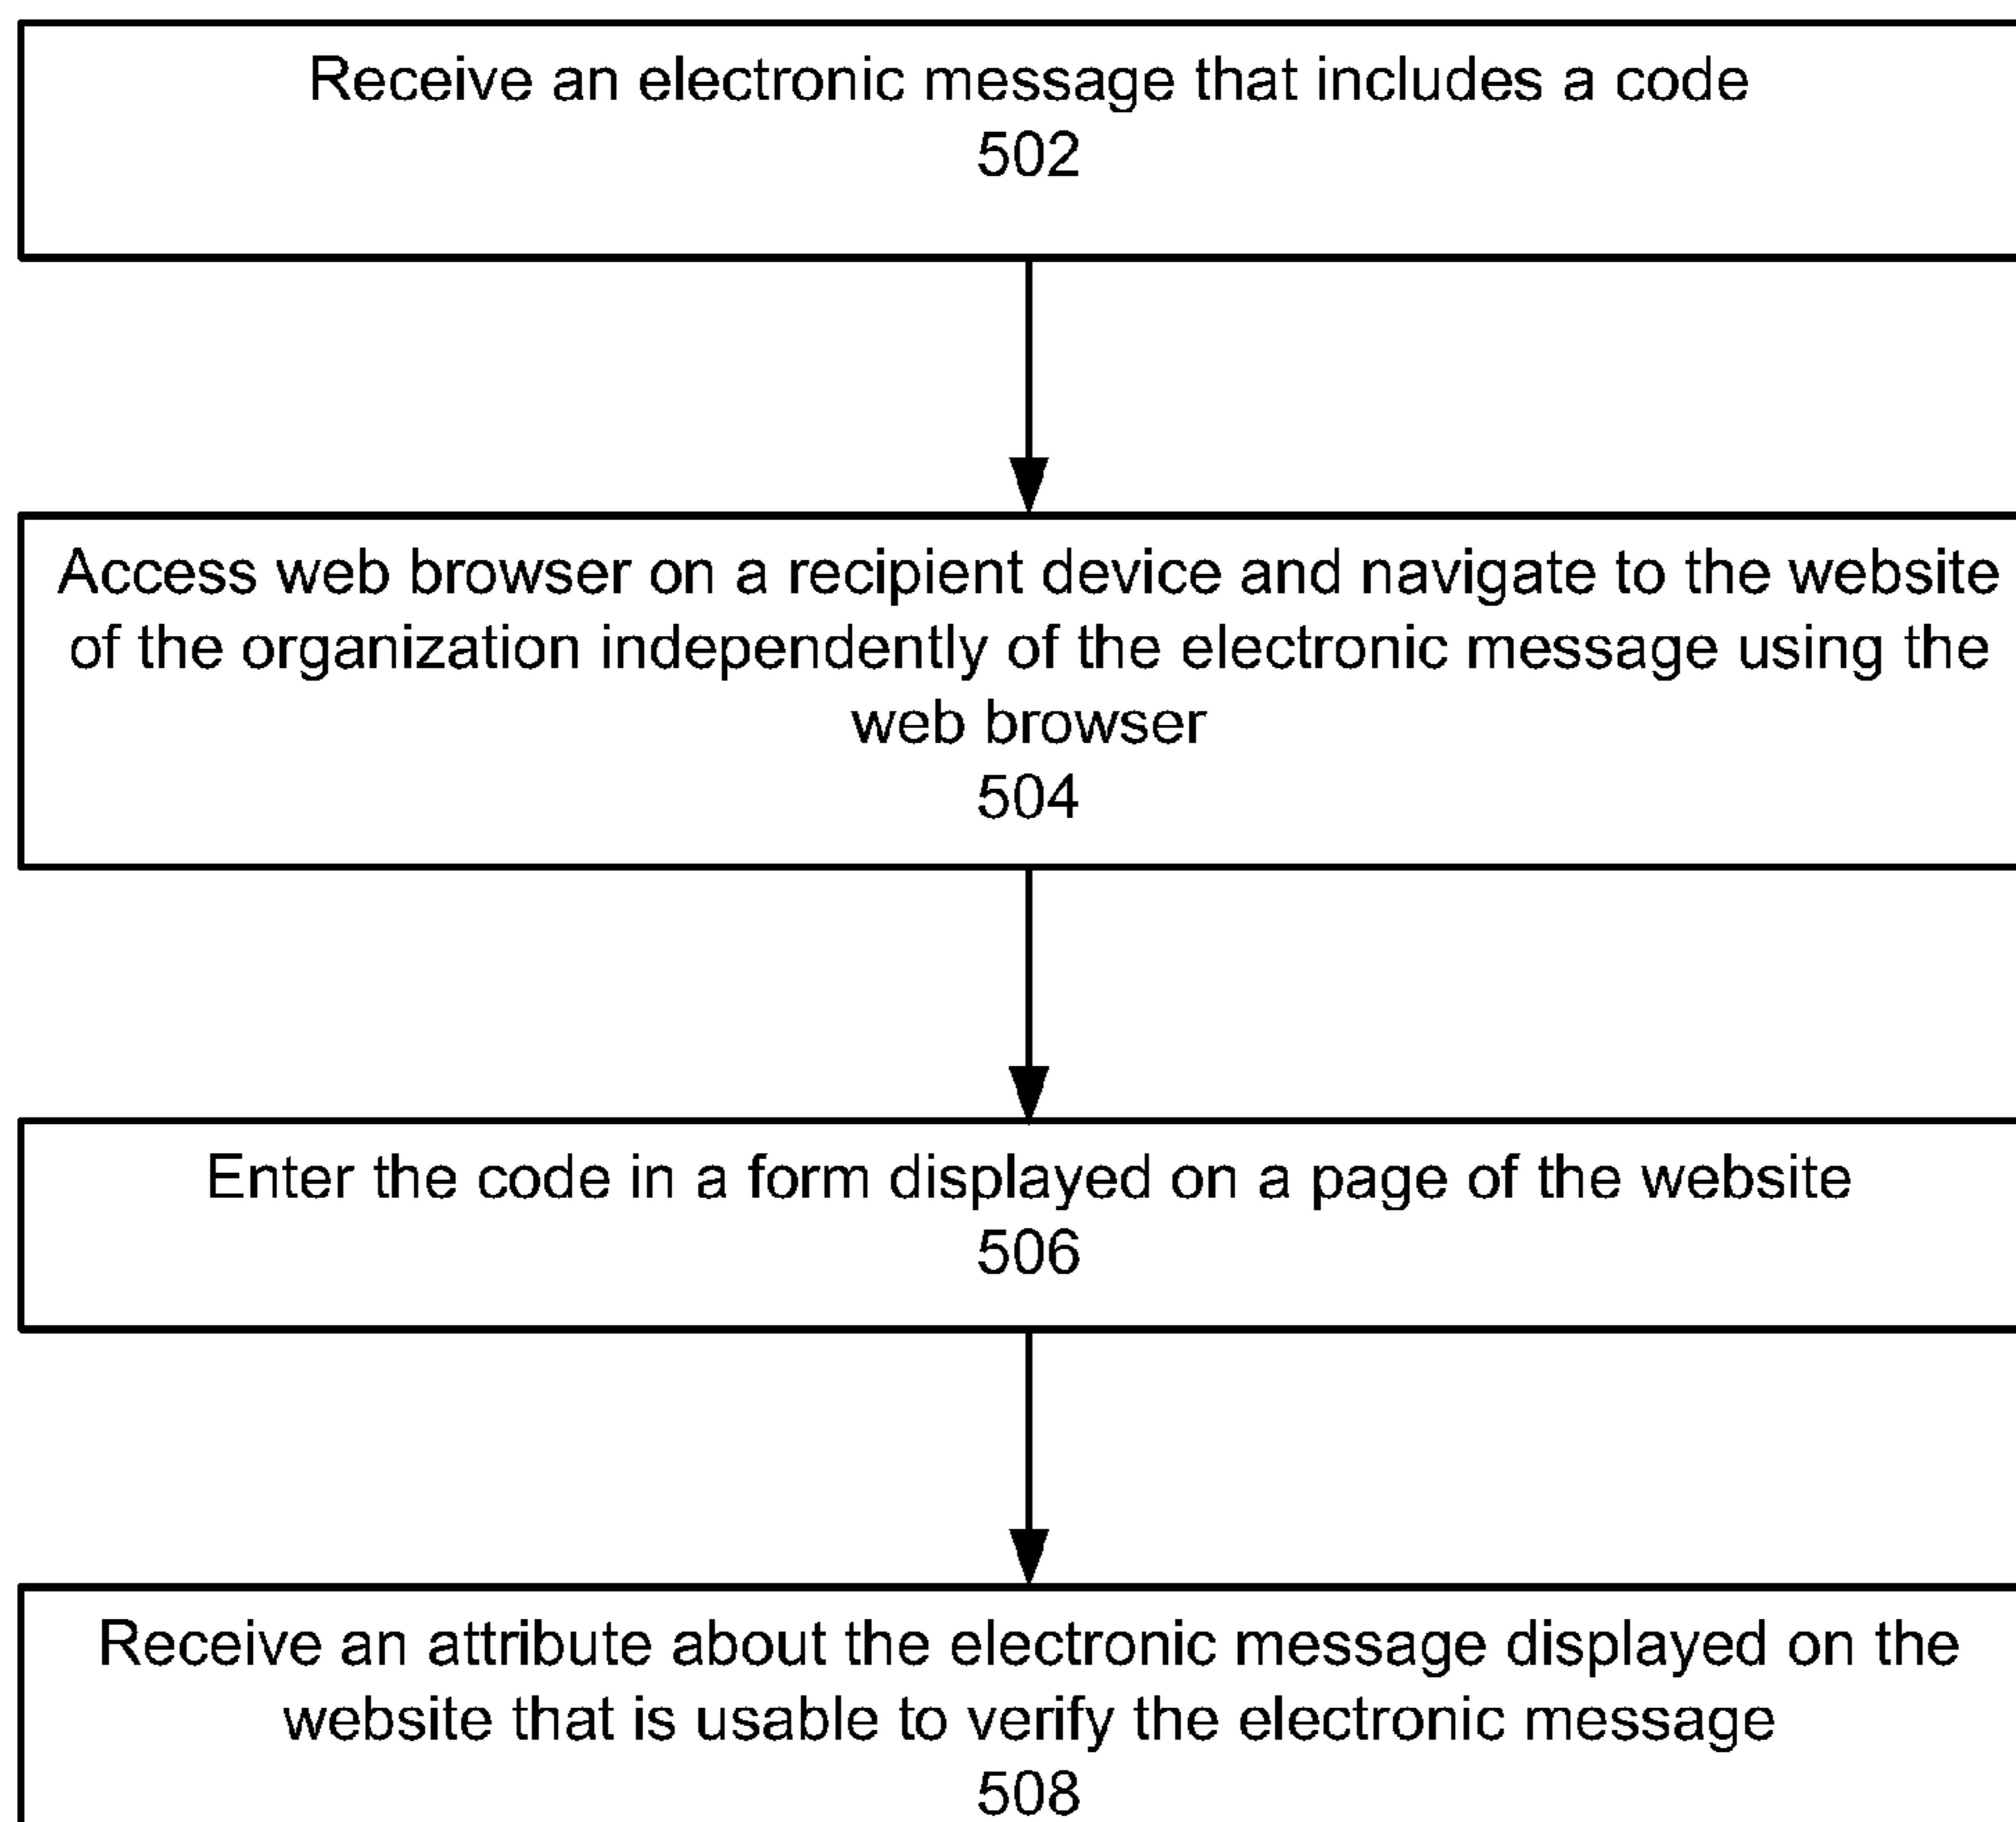 Receive an electronic message that includes a code
502
Access web browser on a recipient device and navigate to the website
of the organization independently of the electronic message using the
web browser
504
Enter the code in a form displayed on a page of the website
506
Receive an attribute about the electronic message displayed on the
website that is usable to verify the electronic message
508